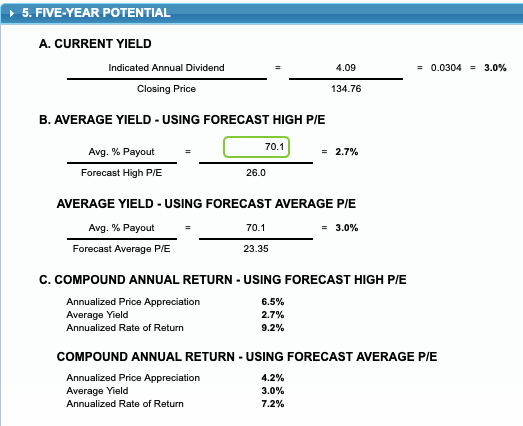 5. FIVE-YEAR POTENTIAL
A. CURRENT YIELD
Indicated Annual Dividend = 4.09 = 0.0304 = 3.0%
Closing Price 134.76
B. AVERAGE YIELD - USING FORECAST HIGH P/E
Avg. % Payout = 70.1 = 2.7%
Forecast High P/E 26.0
AVERAGE YIELD - USING FORECAST AVERAGE P/E
Avg. % Payout = 70.1 = 3.0%
Forecast Average P/E 23.35
C. COMPOUND ANNUAL RETURN - USING FORECAST HIGH P/E
Annualized Price Appreciation 6.5%
Average Yield 2.7%
Annualized Rate of Return 9.2%
COMPOUND ANNUAL RETURN - USING FORECAST AVERAGE P/E
Annualized Price Appreciation 4.2%
Average Yield 3.0%
Annualized Rate of Return 7.2%